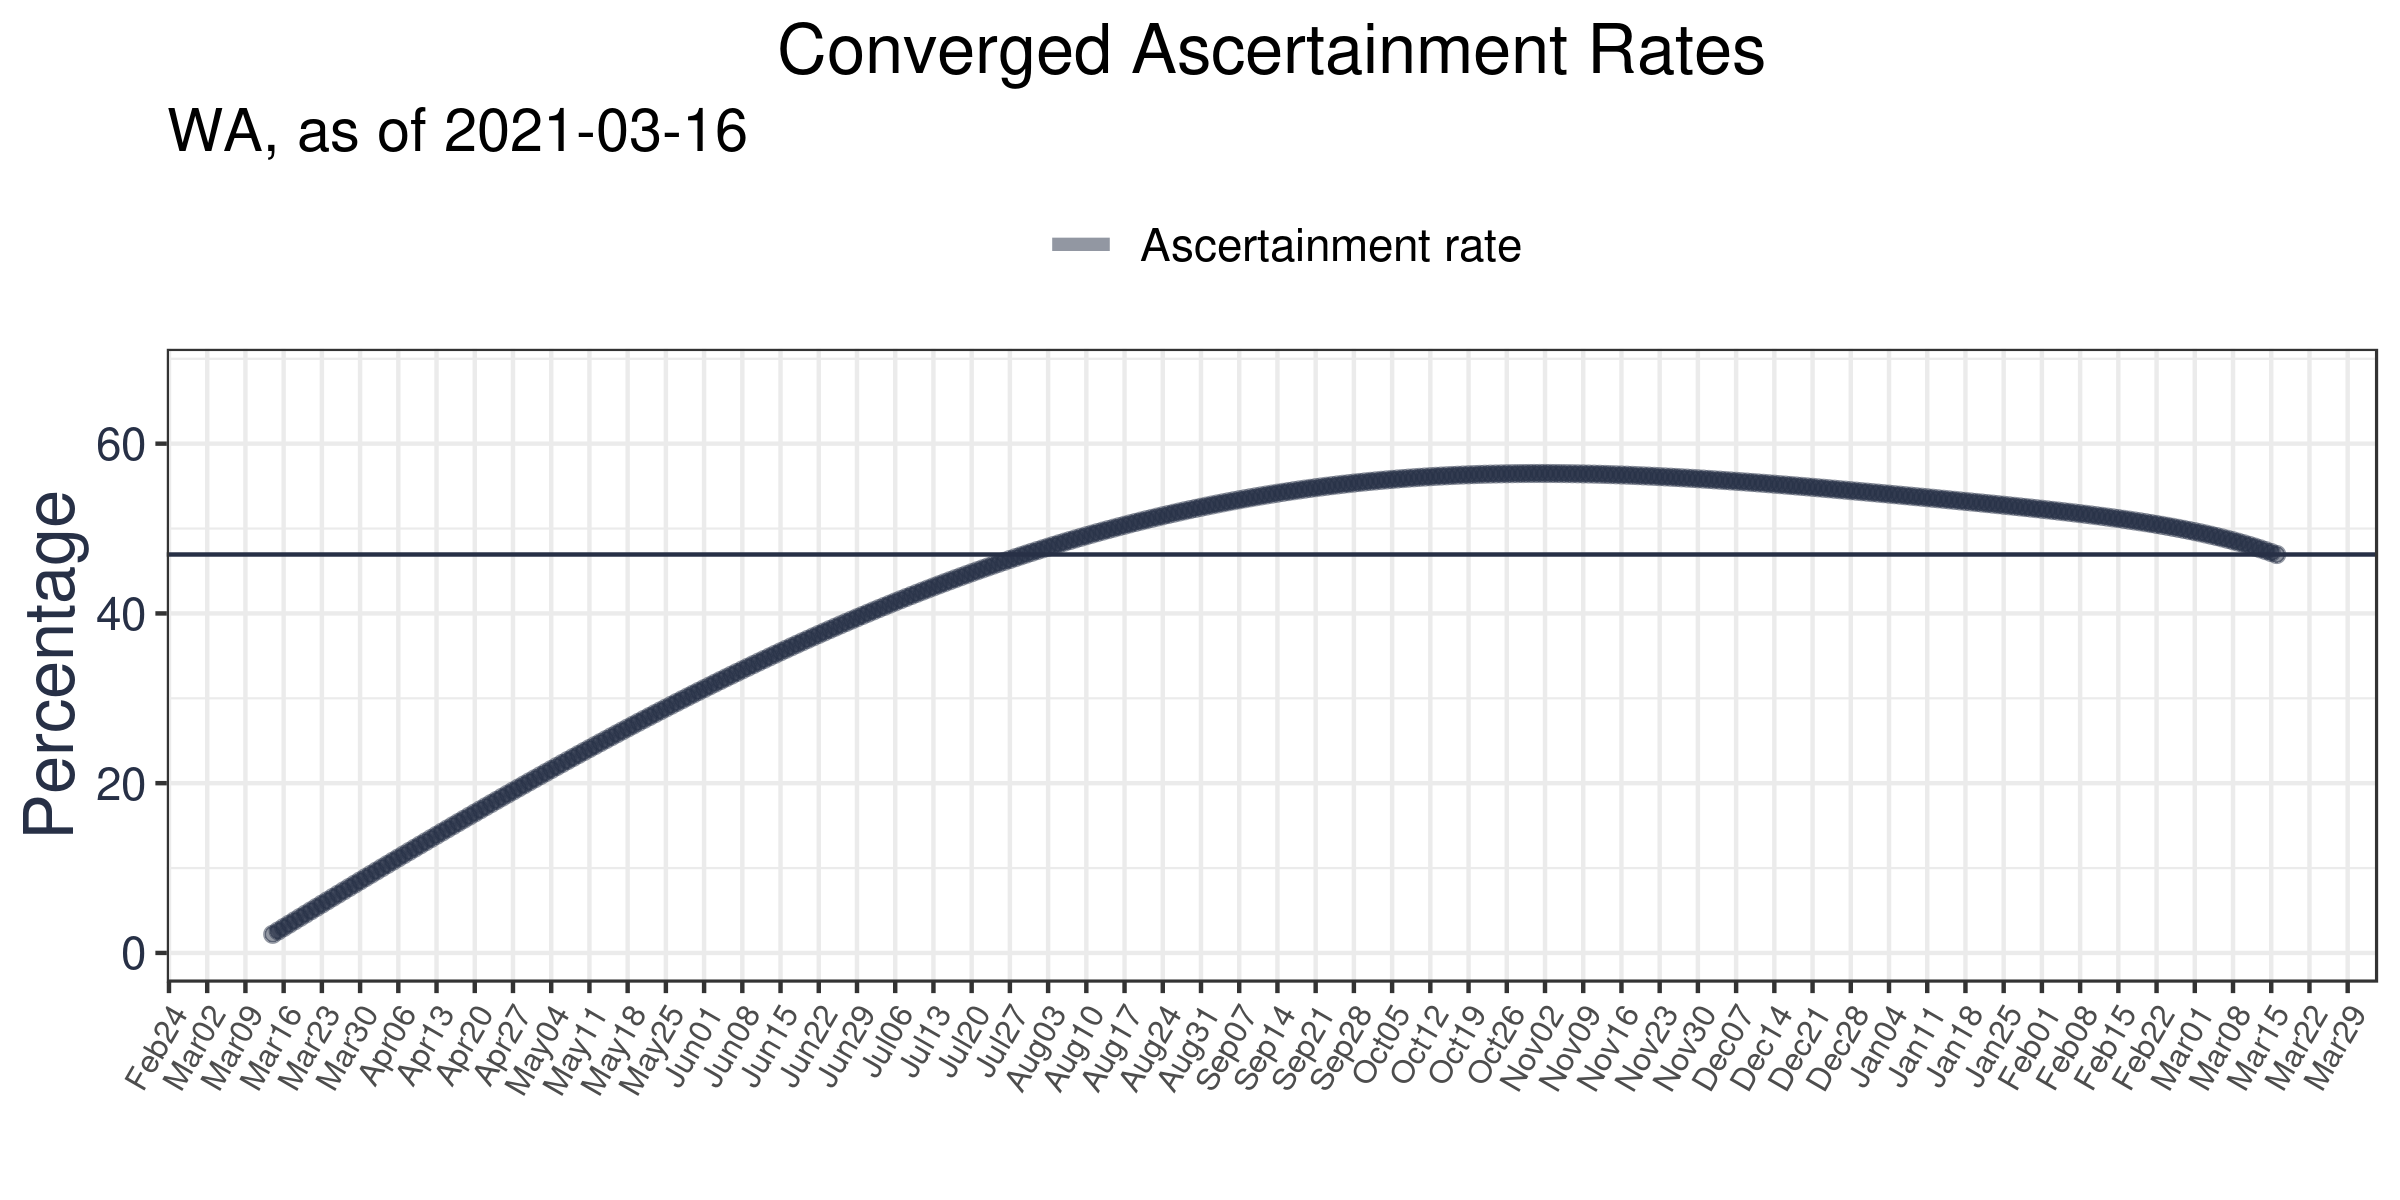 Converged Ascertainment Rates
WA, as of 2021-03-16
Ascertainment rate
Percentage
60
40
20
0
Feb24
Mar02
Mar09
Mar16
Mar23
Mar30
Apr06
Apr13
Apr20
Apr27
May04
May11
May18
May25
Jun01
Jun08
Jun15
Jun22
Jun29
Jul06
Jul13
Jul20
Jul27
Aug03
Aug10
Aug17
Aug24
Aug31
Sep07
Sep14
Sep21
Sep28
Oct05
Oct12
Oct19
Oct26
Nov02
Nov09
Nov16
Nov23
Nov30
Dec07
Dec14
Dec21
Dec28
Jan04
Jan11
Jan18
Jan25
Feb01
Feb08
Feb15
Feb22
Mar01
Mar08
Mar15
Mar22
Mar29